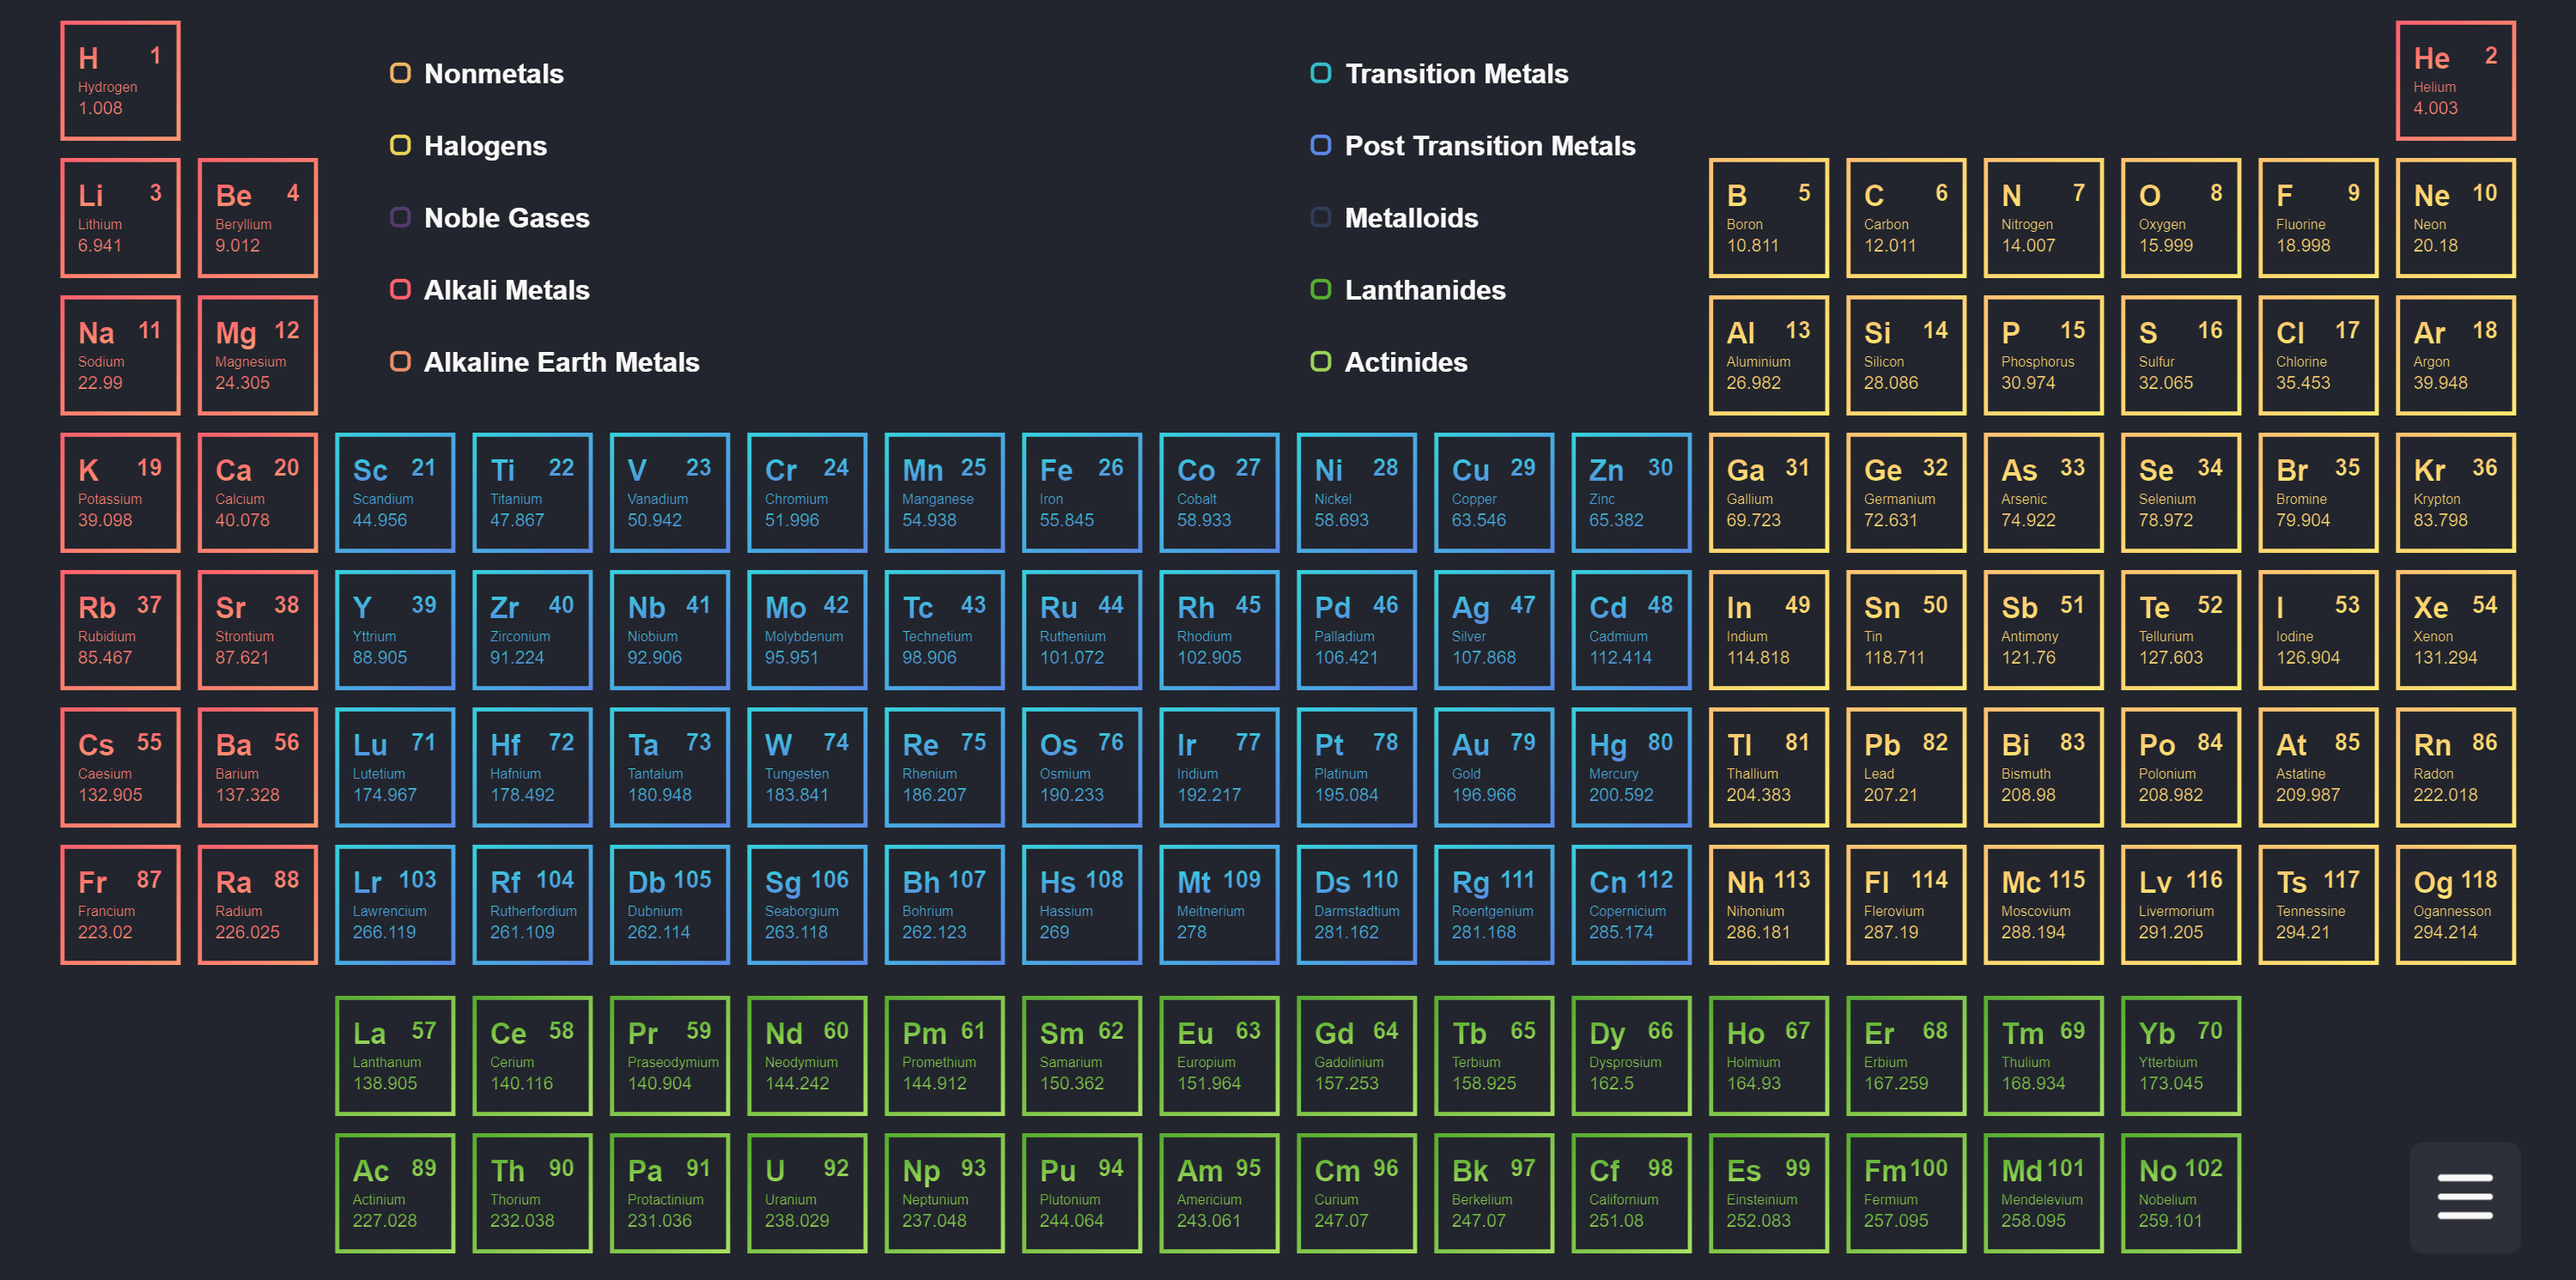 H 1
Hydrogen
1.008
He 2
Helium
4.003
Nonmetals
Halogens
Noble Gases
Alkali Metals
Alkaline Earth Metals
Transition Metals
Post Transition Metals
Metalloids
Lanthanides
Actinides
Li 3 Be 4 B 5 C 6 N 7 O 8 F 9 Ne 10
Lithium Beryllium Boron Carbon Nitrogen Oxygen Fluorine Neon
6.941 9.012 10.811 12.011 14.007 15.999 18.998 20.18
Na 11 Mg 12 Al 13 Si 14 P 15 S 16 Cl 17 Ar 18
Sodium Magnesium Aluminium Silicon Phosphorus Sulfur Chlorine Argon
22.99 24.305 26.982 28.086 30.974 32.065 35.453 39.948
K 19 Ca 20 Sc 21 Ti 22 V 23 Cr 24 Mn 25 Fe 26 Co 27 Ni 28 Cu 29 Zn 30 Ga 31 Ge 32 As 33 Se 34 Br 35 Kr 36
Potassium Calcium Scandium Titanium Vanadium Chromium Manganese Iron Cobalt Nickel Copper Zinc Gallium Germanium Arsenic Selenium Bromine Krypton
39.098 40.078 44.956 47.867 50.942 51.996 54.938 55.845 58.933 58.693 63.546 65.382 69.723 72.631 74.922 78.972 79.904 83.798
Rb 37 Sr 38 Y 39 Zr 40 Nb 41 Mo 42 Tc 43 Ru 44 Rh 45 Pd 46 Ag 47 Cd 48 In 49 Sn 50 Sb 51 Te 52 I 53 Xe 54
Rubidium Strontium Yttrium Zirconium Niobium Molybdenum Technetium Ruthenium Rhodium Palladium Silver Cadmium Indium Tin Antimony Tellurium Iodine Xenon
85.467 87.621 88.905 91.224 92.906 95.951 98.906 101.072 102.905 106.421 107.868 112.414 114.818 118.711 121.76 127.603 126.904 131.294
Cs 55 Ba 56 Lu 71 Hf 72 Ta 73 W 74 Re 75 Os 76 Ir 77 Pt 78 Au 79 Hg 80 Tl 81 Pb 82 Bi 83 Po 84 At 85 Rn 86
Caesium Barium Lutetium Hafnium Tantalum Tungesten Rhenium Osmium Iridium Platinum Gold Mercury Thallium Lead Bismuth Polonium Astatine Radon
132.905 137.328 174.967 178.492 180.948 183.841 186.207 190.233 192.217 195.084 196.966 200.592 204.383 207.21 208.98 208.982 209.987 222.018
Fr 87 Ra 88 Lr 103 Rf 104 Db 105 Sg 106 Bh 107 Hs 108 Mt 109 Ds 110 Rg 111 Cn 112 Nh 113 Fl 114 Mc 115 Lv 116 Ts 117 Og 118
Francium Radium Lawrencium Rutherfordium Dubnium Seaborgium Bohrium Hassium Meitnerium Darmstadtium Roentgenium Copernicium Nihonium Flerovium Moscovium Livermorium Tennessine Ogannesson
223.02 226.025 266.119 261.109 262.114 263.118 262.123 269 278 281.162 281.168 285.174 286.181 287.19 288.194 291.205 294.21 294.214
La 57 Ce 58 Pr 59 Nd 60 Pm 61 Sm 62 Eu 63 Gd 64 Tb 65 Dy 66 Ho 67 Er 68 Tm 69 Yb 70
Lanthanum Cerium Praseodymium Neodymium Promethium Samarium Europium Gadolinium Terbium Dysprosium Holmium Erbium Thulium Ytterbium
138.905 140.116 140.904 144.242 144.912 150.362 151.964 157.253 158.925 162.5 164.93 167.259 168.934 173.045
Ac 89 Th 90 Pa 91 U 92 Np 93 Pu 94 Am 95 Cm 96 Bk 97 Cf 98 Es 99 Fm 100 Md 101 No 102
Actinium Thorium Protactinium Uranium Neptunium Plutonium Americium Curium Berkelium Californium Einsteinium Fermium Mendelevium Nobelium
227.028 232.038 231.036 238.029 237.048 244.064 243.061 247.07 247.07 251.08 252.083 257.095 258.095 259.101